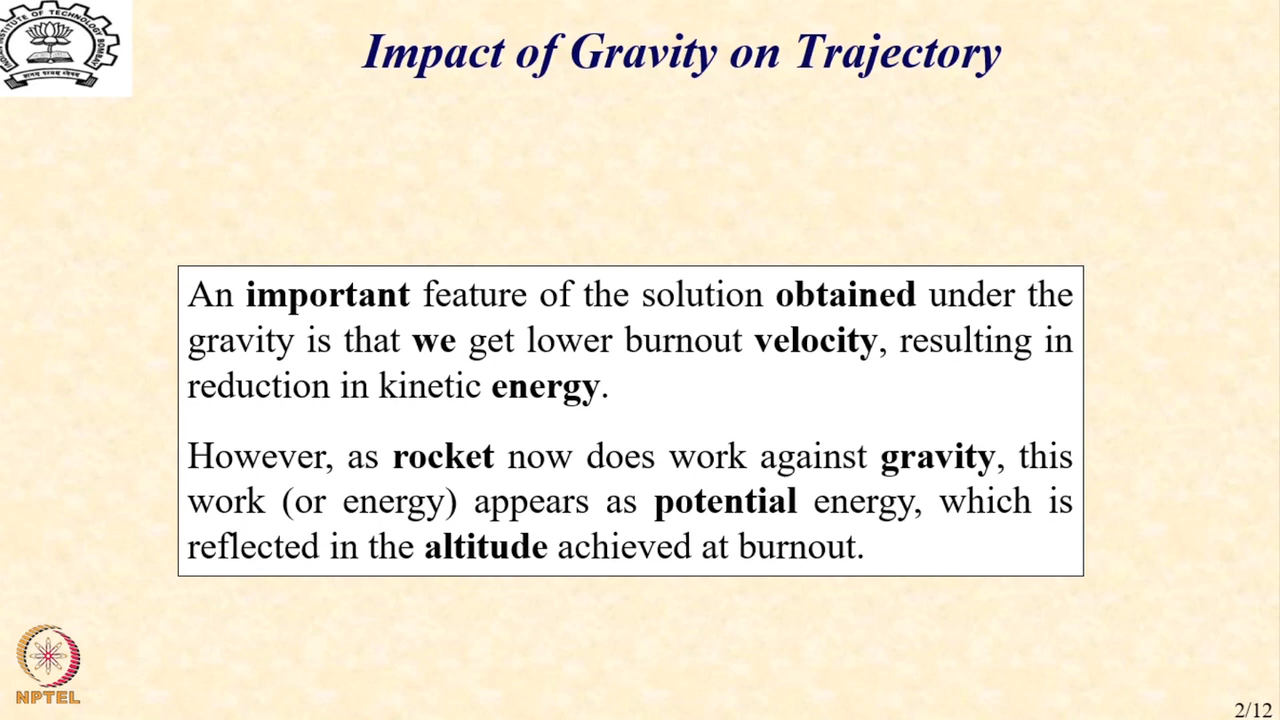 Impact of Gravity on Trajectory
An important feature of the solution obtained under the
gravity is that we get lower burnout velocity, resulting in
reduction in kinetic energy.
However, as rocket now does work against gravity, this
work (or energy) appears as potential energy, which is
reflected in the altitude achieved at burnout.
NPTEL
2/12